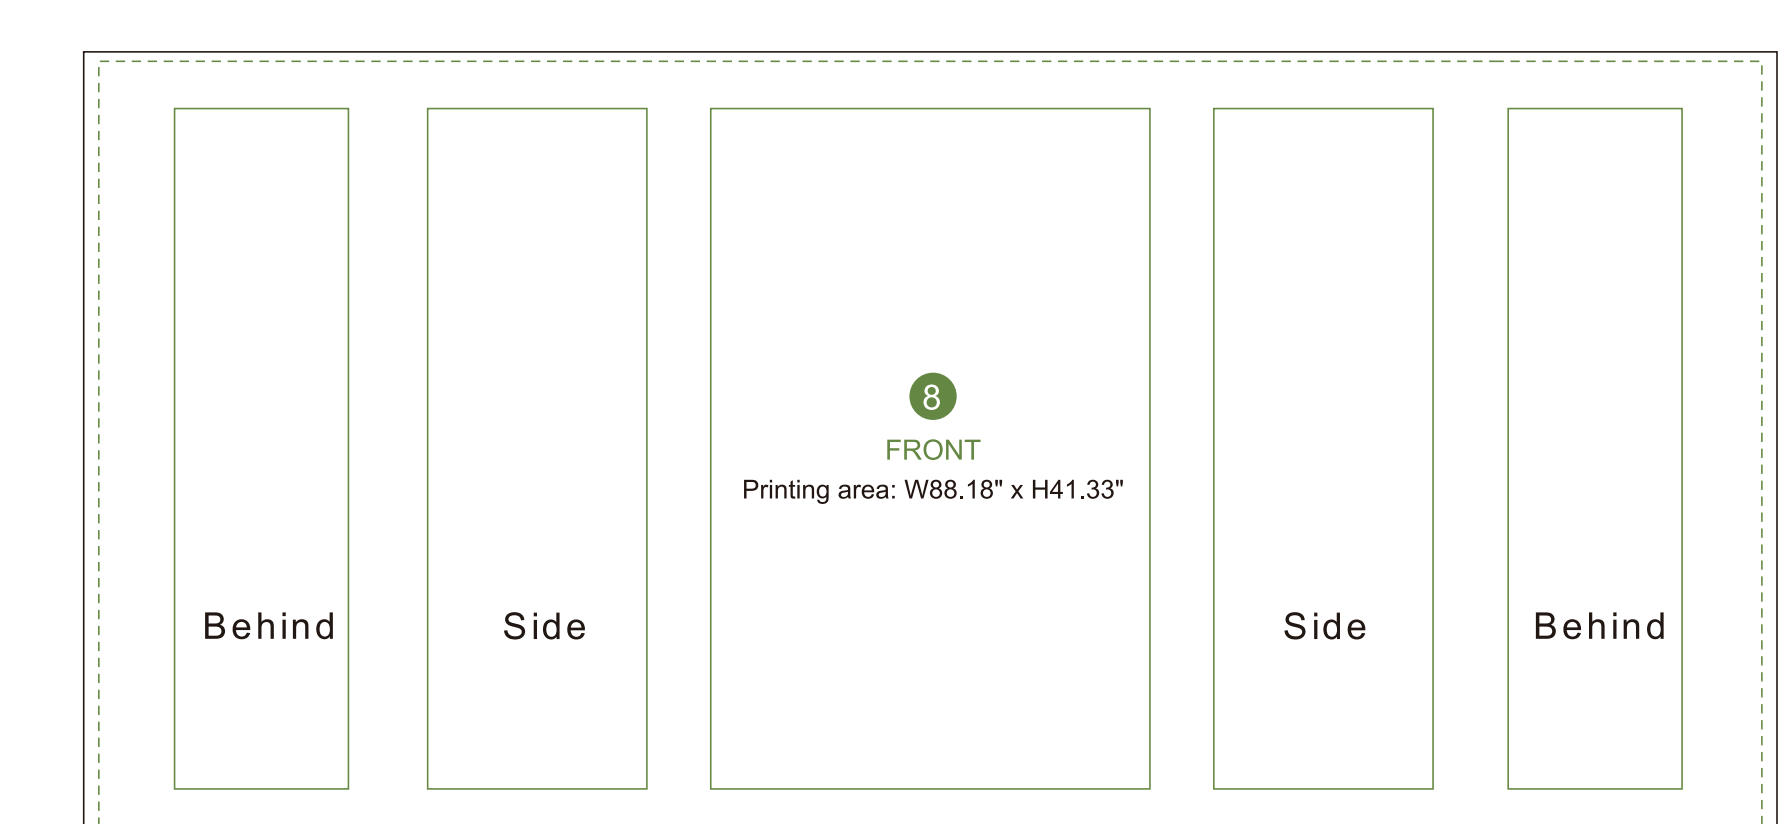 8
FRONT
Printing area: W88.18" x H41.33"
Behind
Side
Side
Behind